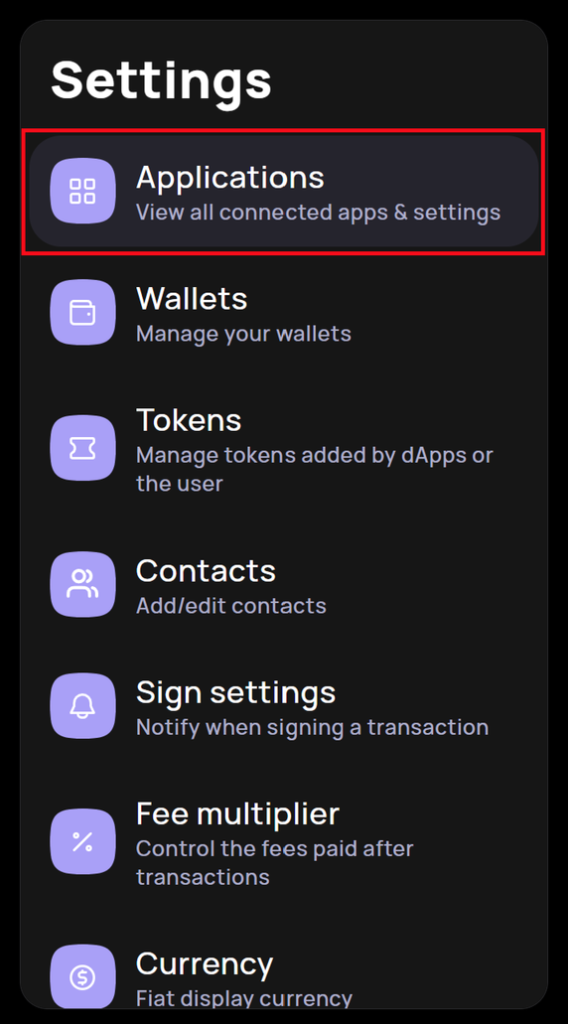 Settings
Applications
View all connected apps & settings
Wallets
Manage your wallets
Tokens
Manage tokens added by dApps or
the user
Contacts
Add/edit contacts
Sign settings
Notify when signing a transaction
Fee multiplier
Control the fees paid after
transactions
Currency
Fiat display currency